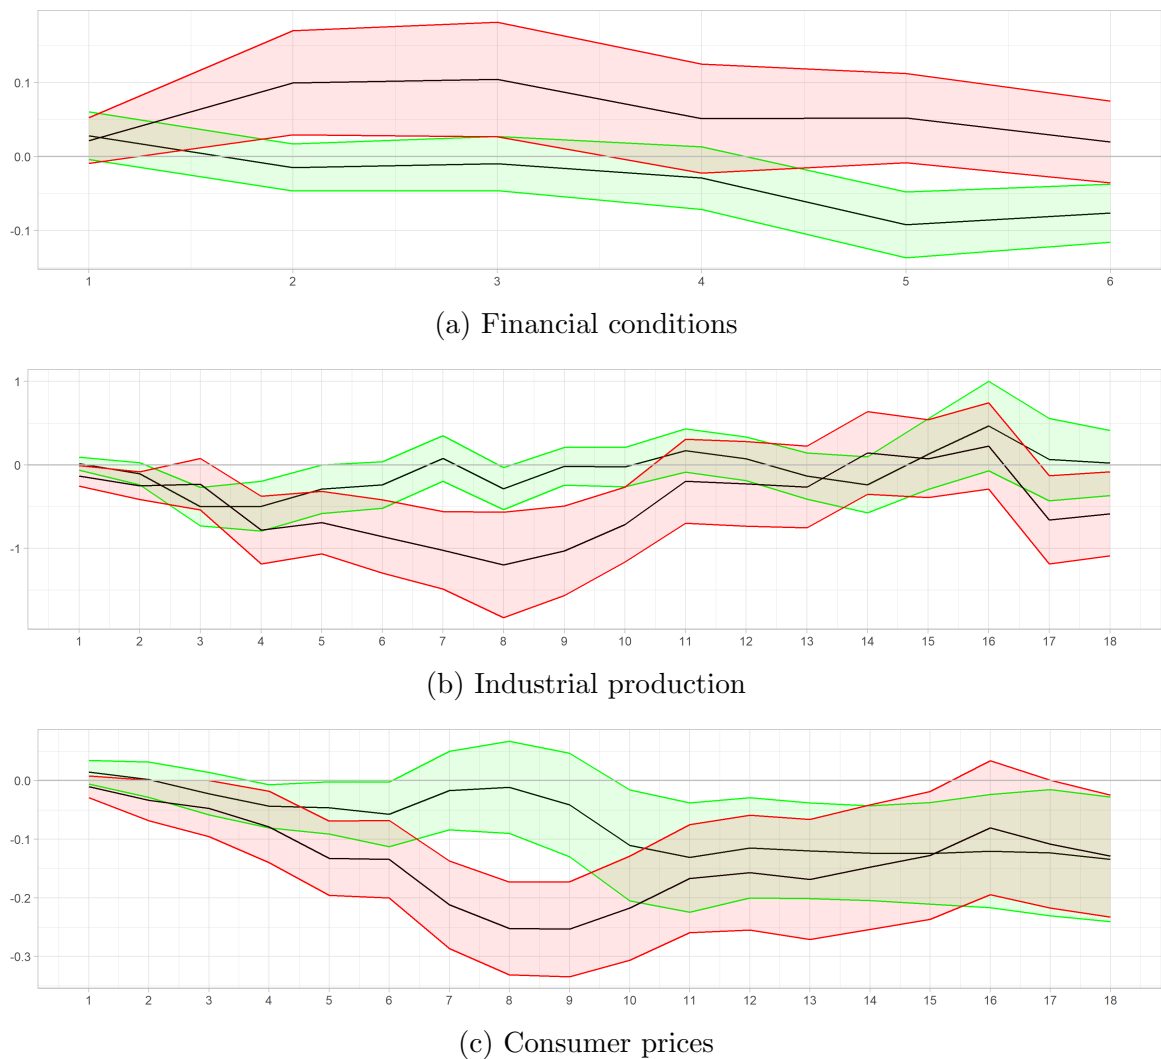 0.1
0.0
-0.1
1 2 3 4 5 6
(a) Financial conditions
1
0
-1
1 2 3 4 5 6 7 8 9 10 11 12 13 14 15 16 17 18
(b) Industrial production
0.0
-0.1
-0.2
-0.3
1 2 3 4 5 6 7 8 9 10 11 12 13 14 15 16 17 18
(c) Consumer prices